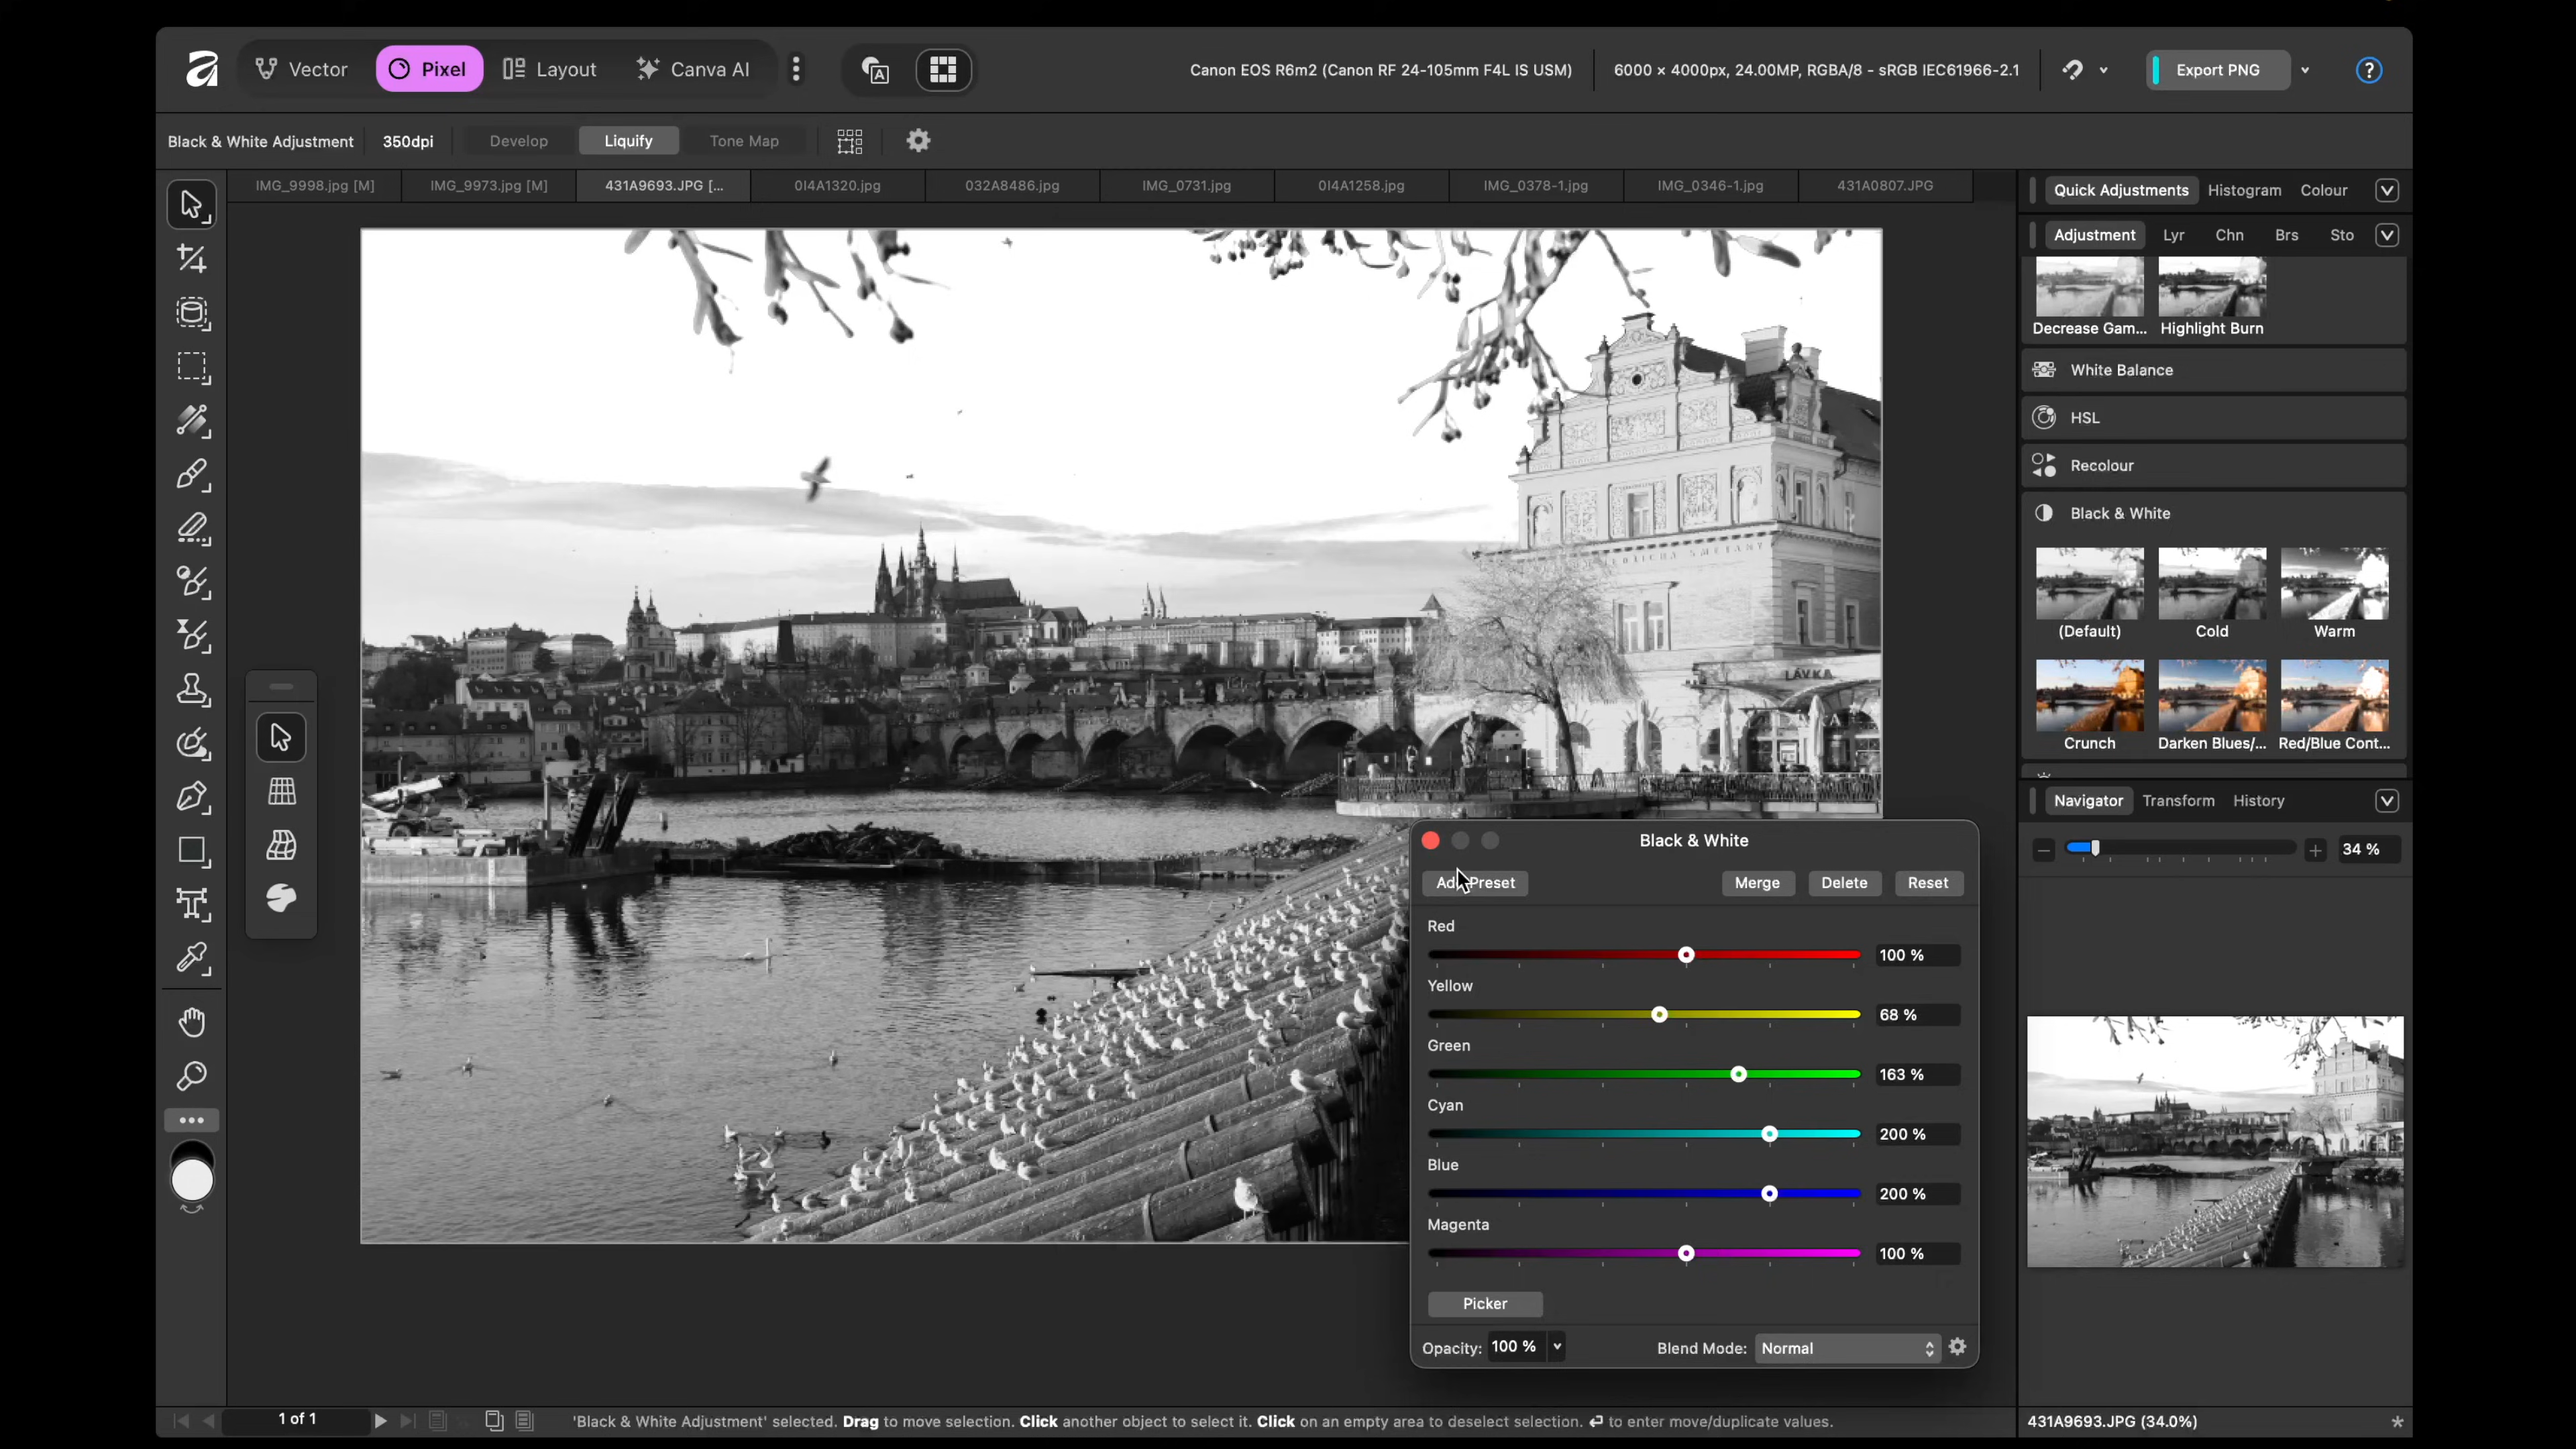 Vector
Pixel
Layout
Canva AI
Canon EOS R6m2 (Canon RF 24-105mm F4L IS USM)
6000 × 4000px, 24.00MP, RGBA/8 - sRGB IEC61966-2.1
Export PNG
?
Black & White Adjustment
350dpi
Develop
Liquify
Tone Map
IMG_9998.jpg [M]
IMG_9973.jpg [M]
431A9693.JPG [...
0I4A1320.jpg
032A8486.jpg
IMG_0731.jpg
0I4A1258.jpg
IMG_0378-1.jpg
IMG_0346-1.jpg
431A0807.JPG
Quick Adjustments
Histogram
Colour
Adjustment
Lyr
Chn
Brs
Sto
Decrease Gam...
Highlight Burn
White Balance
HSL
Recolour
Black & White
(Default)
Cold
Warm
Crunch
Darken Blues/...
Red/Blue Cont...
LÁVKA
Navigator
Transform
History
34 %
Black & White
Merge
Delete
Reset
Red
100 %
Yellow
68 %
Green
163 %
Cyan
200 %
Blue
200 %
Magenta
100 %
Picker
Opacity: 100 %
Blend Mode: Normal
1 of 1
'Black & White Adjustment' selected. Drag to move selection. Click another object to select it. Click on an empty area to deselect selection. ↵ to enter move/duplicate values.
431A9693.JPG (34.0%)
*